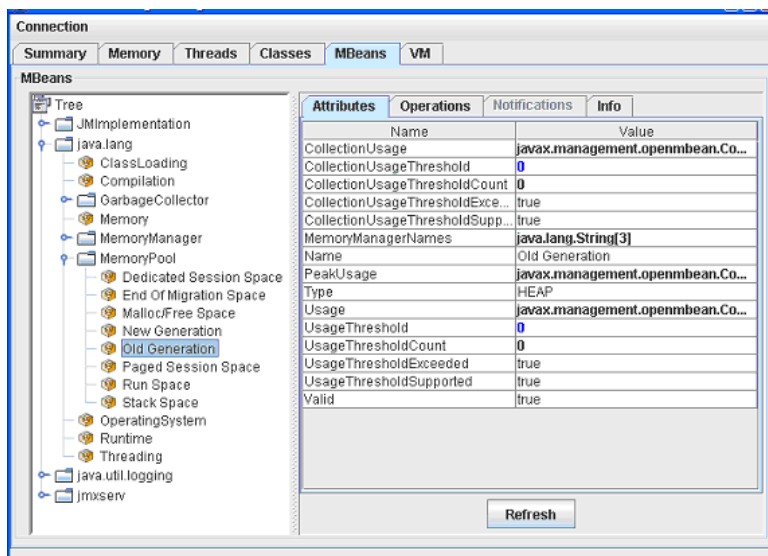 Connection
Summary Memory Threads Classes MBeans VM
MBeans
Tree
JMImplementation
java.lang
ClassLoading
Compilation
GarbageCollector
Memory
MemoryManager
MemoryPool
Dedicated Session Space
End Of Migration Space
Malloc/Free Space
New Generation
Old Generation
Paged Session Space
Run Space
Stack Space
OperatingSystem
Runtime
Threading
java.util.logging
jmxserv
Attributes Operations Notifications Info
Name Value
CollectionUsage javax.management.openmbean.Co...
CollectionUsageThreshold 0
CollectionUsageThresholdCount 0
CollectionUsageThresholdExce... true
CollectionUsageThresholdSupp... true
MemoryManagerNames java.lang.String[3]
Name Old Generation
PeakUsage javax.management.openmbean.Co...
Type HEAP
Usage javax.management.openmbean.Co...
UsageThreshold 0
UsageThresholdCount 0
UsageThresholdExceeded true
UsageThresholdSupported true
Valid true
Refresh